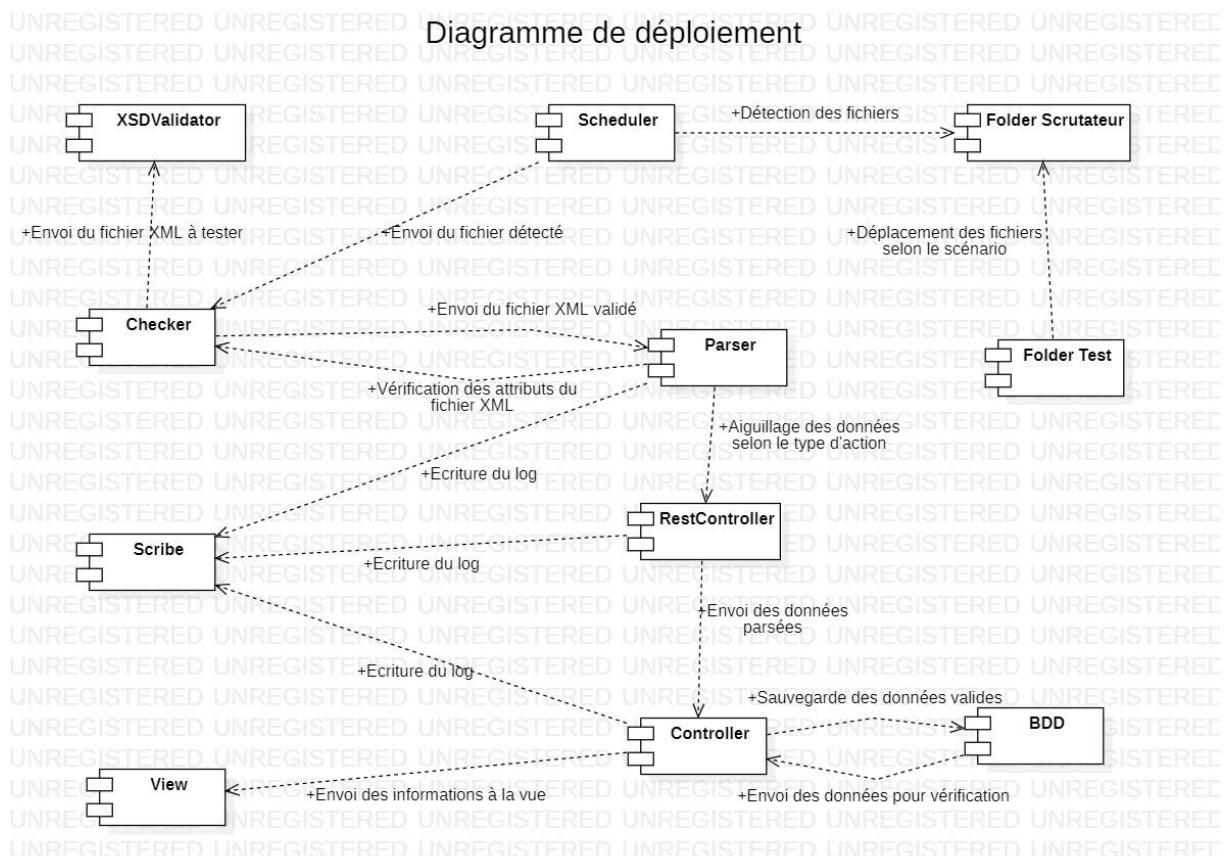 Diagramme de déploiement
XSDValidator
Scheduler
+Détection des fichiers
Folder Scrutateur
+Envoi du fichier XML à tester
+Envoi du fichier détecté
+Déplacement des fichiers
selon le scénario
Checker
+Envoi du fichier XML validé
Parser
Folder Test
+Vérification des attributs du
fichier XML
+Aiguillage des données
selon le type d'action
+Ecriture du log
RestController
Scribe
+Ecriture du log
+Envoi des données
parsées
+Ecriture du log
+Sauvegarde des données valides
Controller
BDD
View
+Envoi des informations à la vue
+Envoi des données pour vérification
UNREGISTERED